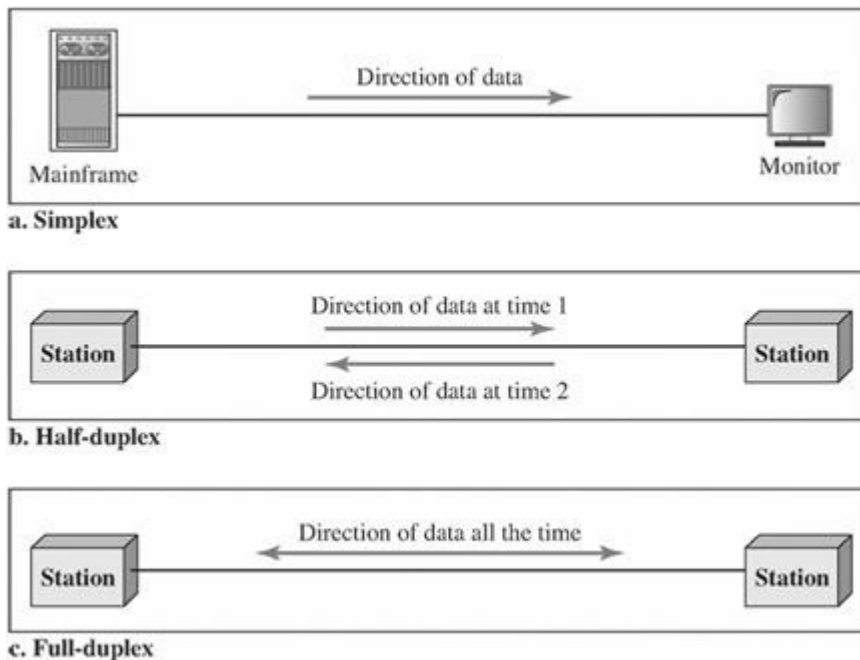 Direction of data
Mainframe
Monitor
a. Simplex
Direction of data at time 1
Station
Station
Direction of data at time 2
b. Half-duplex
Direction of data all the time
Station
Station
c. Full-duplex